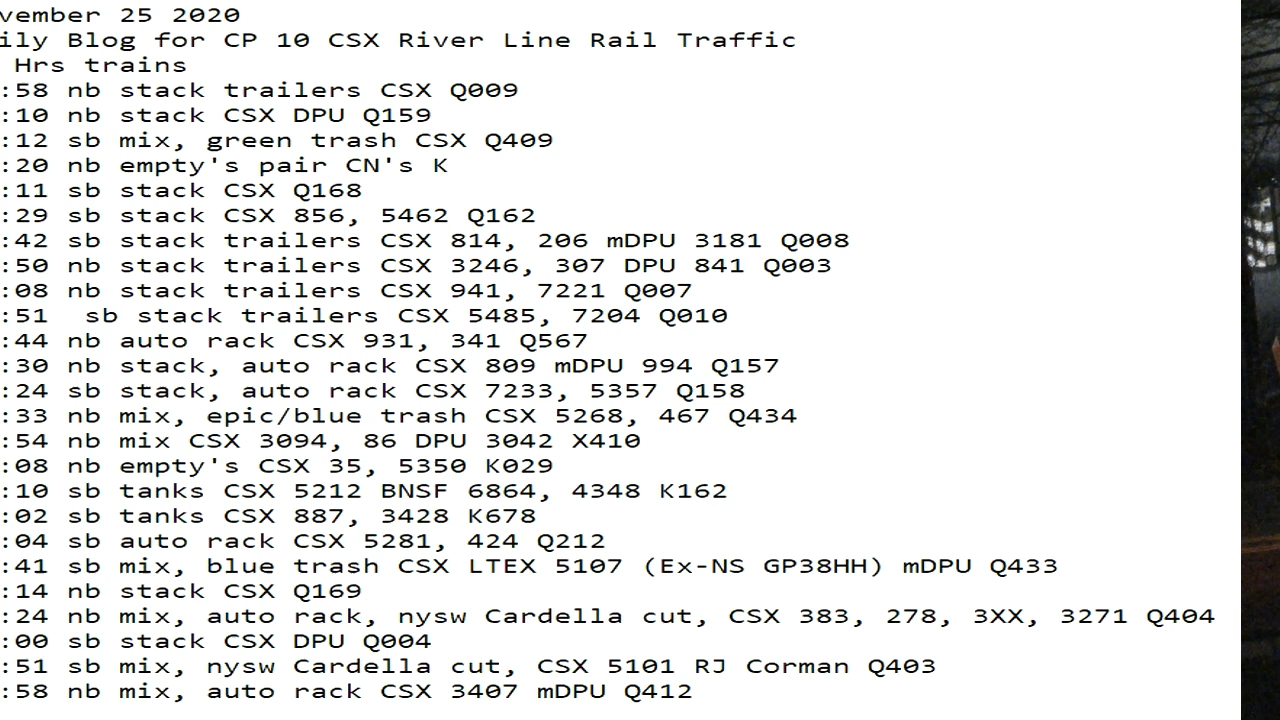 vember 25 2020
ily Blog for CP 10 CSX River Line Rail Traffic
Hrs trains
:58 nb stack trailers CSX Q009
:10 nb stack CSX DPU Q159
:12 sb mix, green trash CSX Q409
:20 nb empty's pair CN's K
:11 sb stack CSX Q168
:29 sb stack CSX 856, 5462 Q162
:42 sb stack trailers CSX 814, 206 mDPU 3181 Q008
:50 nb stack trailers CSX 3246, 307 DPU 841 Q003
:08 nb stack trailers CSX 941, 7221 Q007
:51  sb stack trailers CSX 5485, 7204 Q010
:44 nb auto rack CSX 931, 341 Q567
:30 nb stack, auto rack CSX 809 mDPU 994 Q157
:24 sb stack, auto rack CSX 7233, 5357 Q158
:33 nb mix, epic/blue trash CSX 5268, 467 Q434
:54 nb mix CSX 3094, 86 DPU 3042 X410
:08 nb empty's CSX 35, 5350 K029
:10 sb tanks CSX 5212 BNSF 6864, 4348 K162
:02 sb tanks CSX 887, 3428 K678
:04 sb auto rack CSX 5281, 424 Q212
:41 sb mix, blue trash CSX LTEX 5107 (Ex-NS GP38HH) mDPU Q433
:14 nb stack CSX Q169
:24 nb mix, auto rack, nysw Cardella cut, CSX 383, 278, 3XX, 3271 Q404
:00 sb stack CSX DPU Q004
:51 sb mix, nysw Cardella cut, CSX 5101 RJ Corman Q403
:58 nb mix, auto rack CSX 3407 mDPU Q412